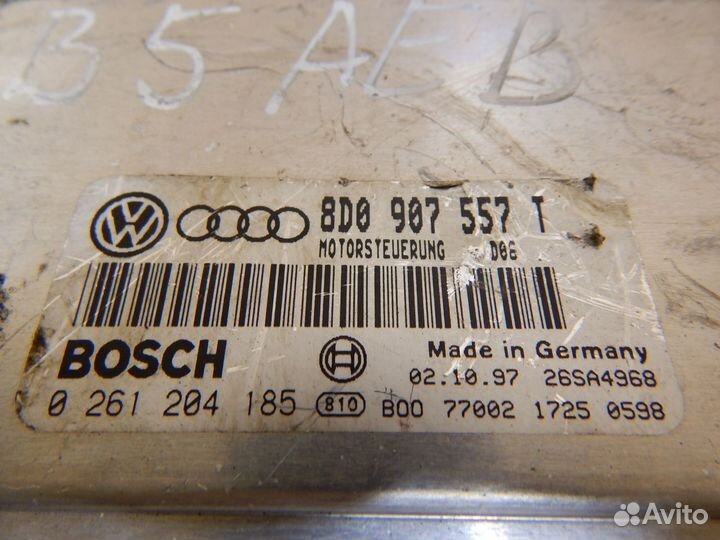 B5 AEB
8D0 907 557 T
MOTORSTEUERUNG D06
BOSCH
Made in Germany
02.10.97 26SA4968
0 261 204 185 810 B00 77002 1725 0598
Avito